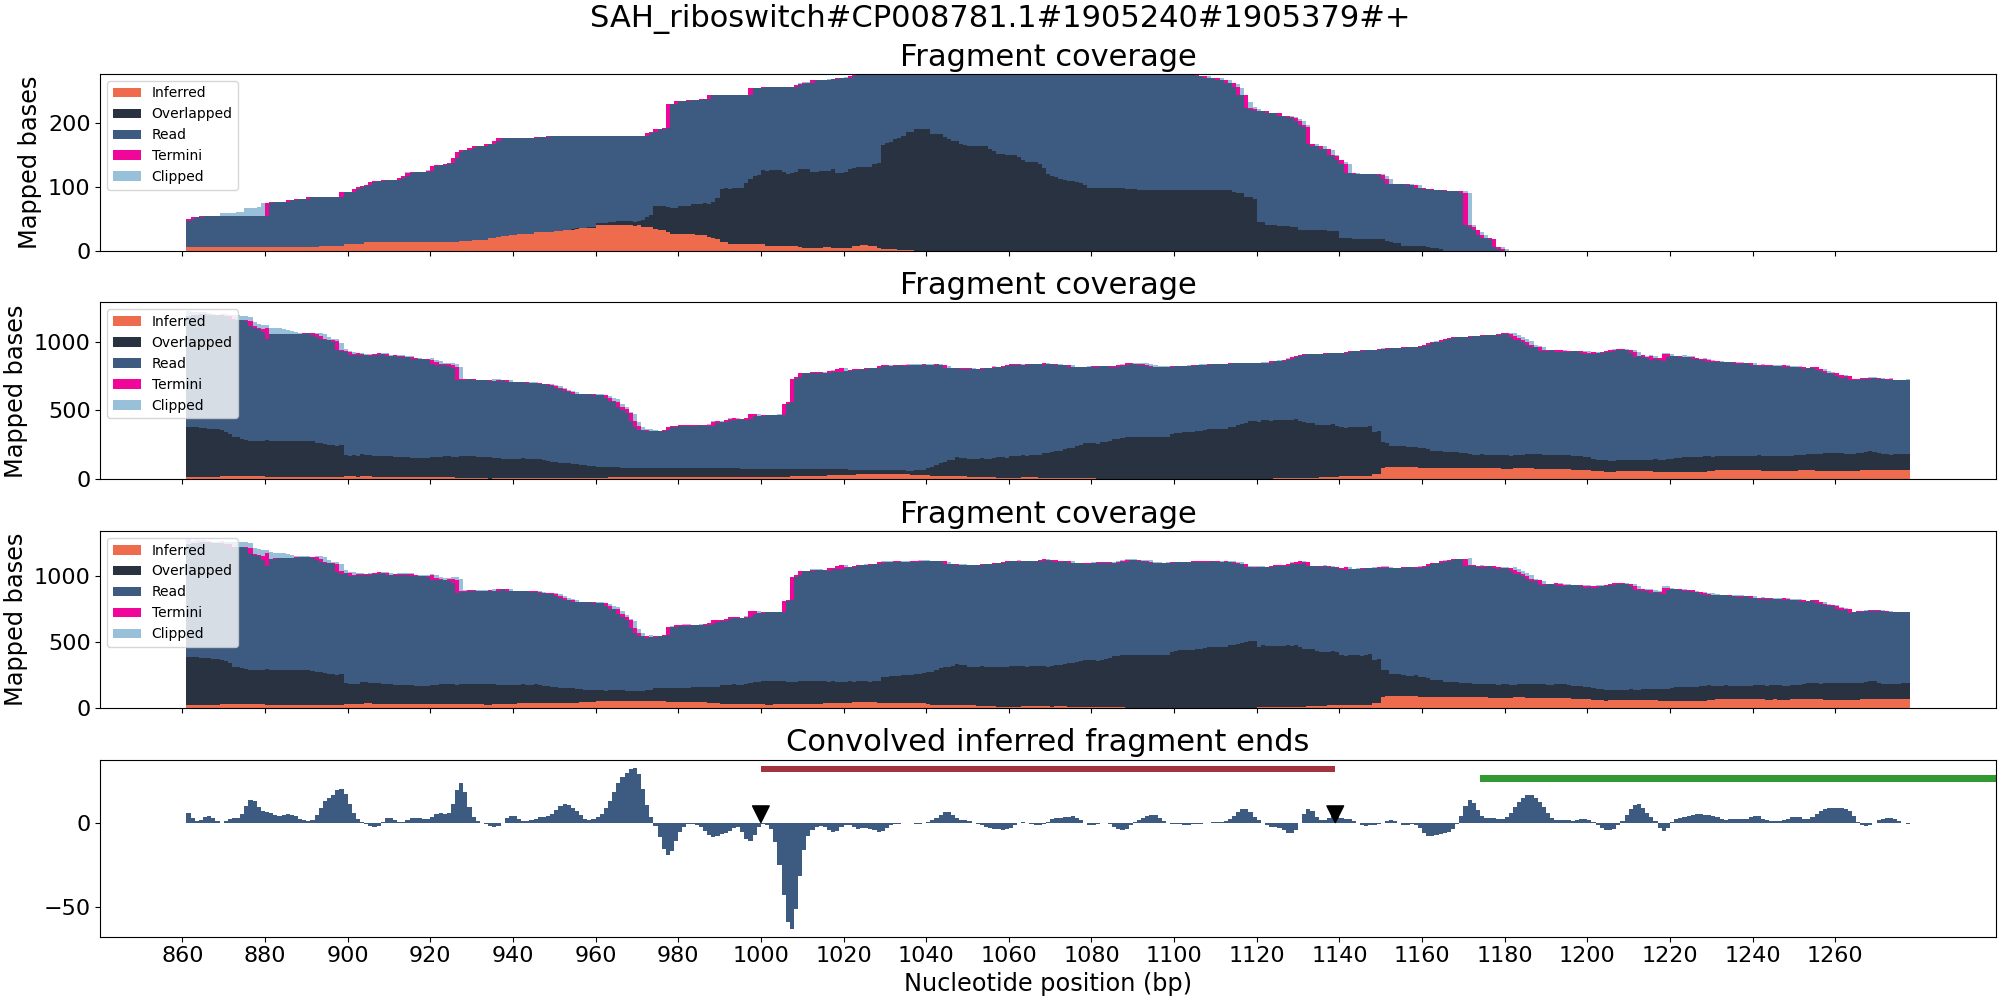 SAH_riboswitch#CP008781.1#1905240#1905379#+
Fragment coverage
Mapped bases
200
100
0
Inferred
Overlapped
Read
Termini
Clipped
Fragment coverage
Mapped bases
1000
500
0
Inferred
Overlapped
Read
Termini
Clipped
Fragment coverage
Mapped bases
1000
500
0
Inferred
Overlapped
Read
Termini
Clipped
Convolved inferred fragment ends
0
−50
860 880 900 920 940 960 980 1000 1020 1040 1060 1080 1100 1120 1140 1160 1180 1200 1220 1240 1260
Nucleotide position (bp)